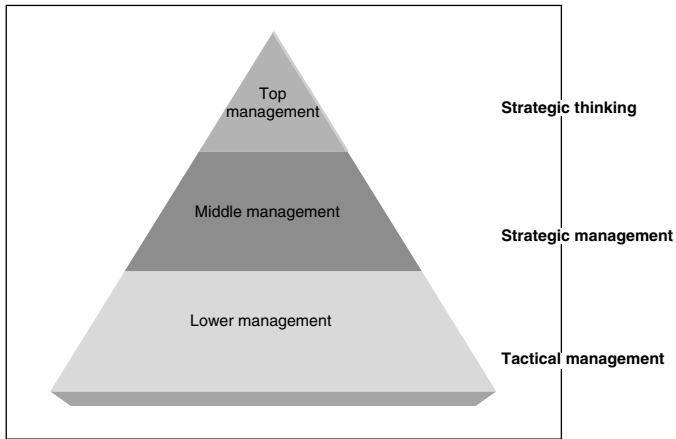 Top
management
Strategic thinking
Middle management
Strategic management
Lower management
Tactical management